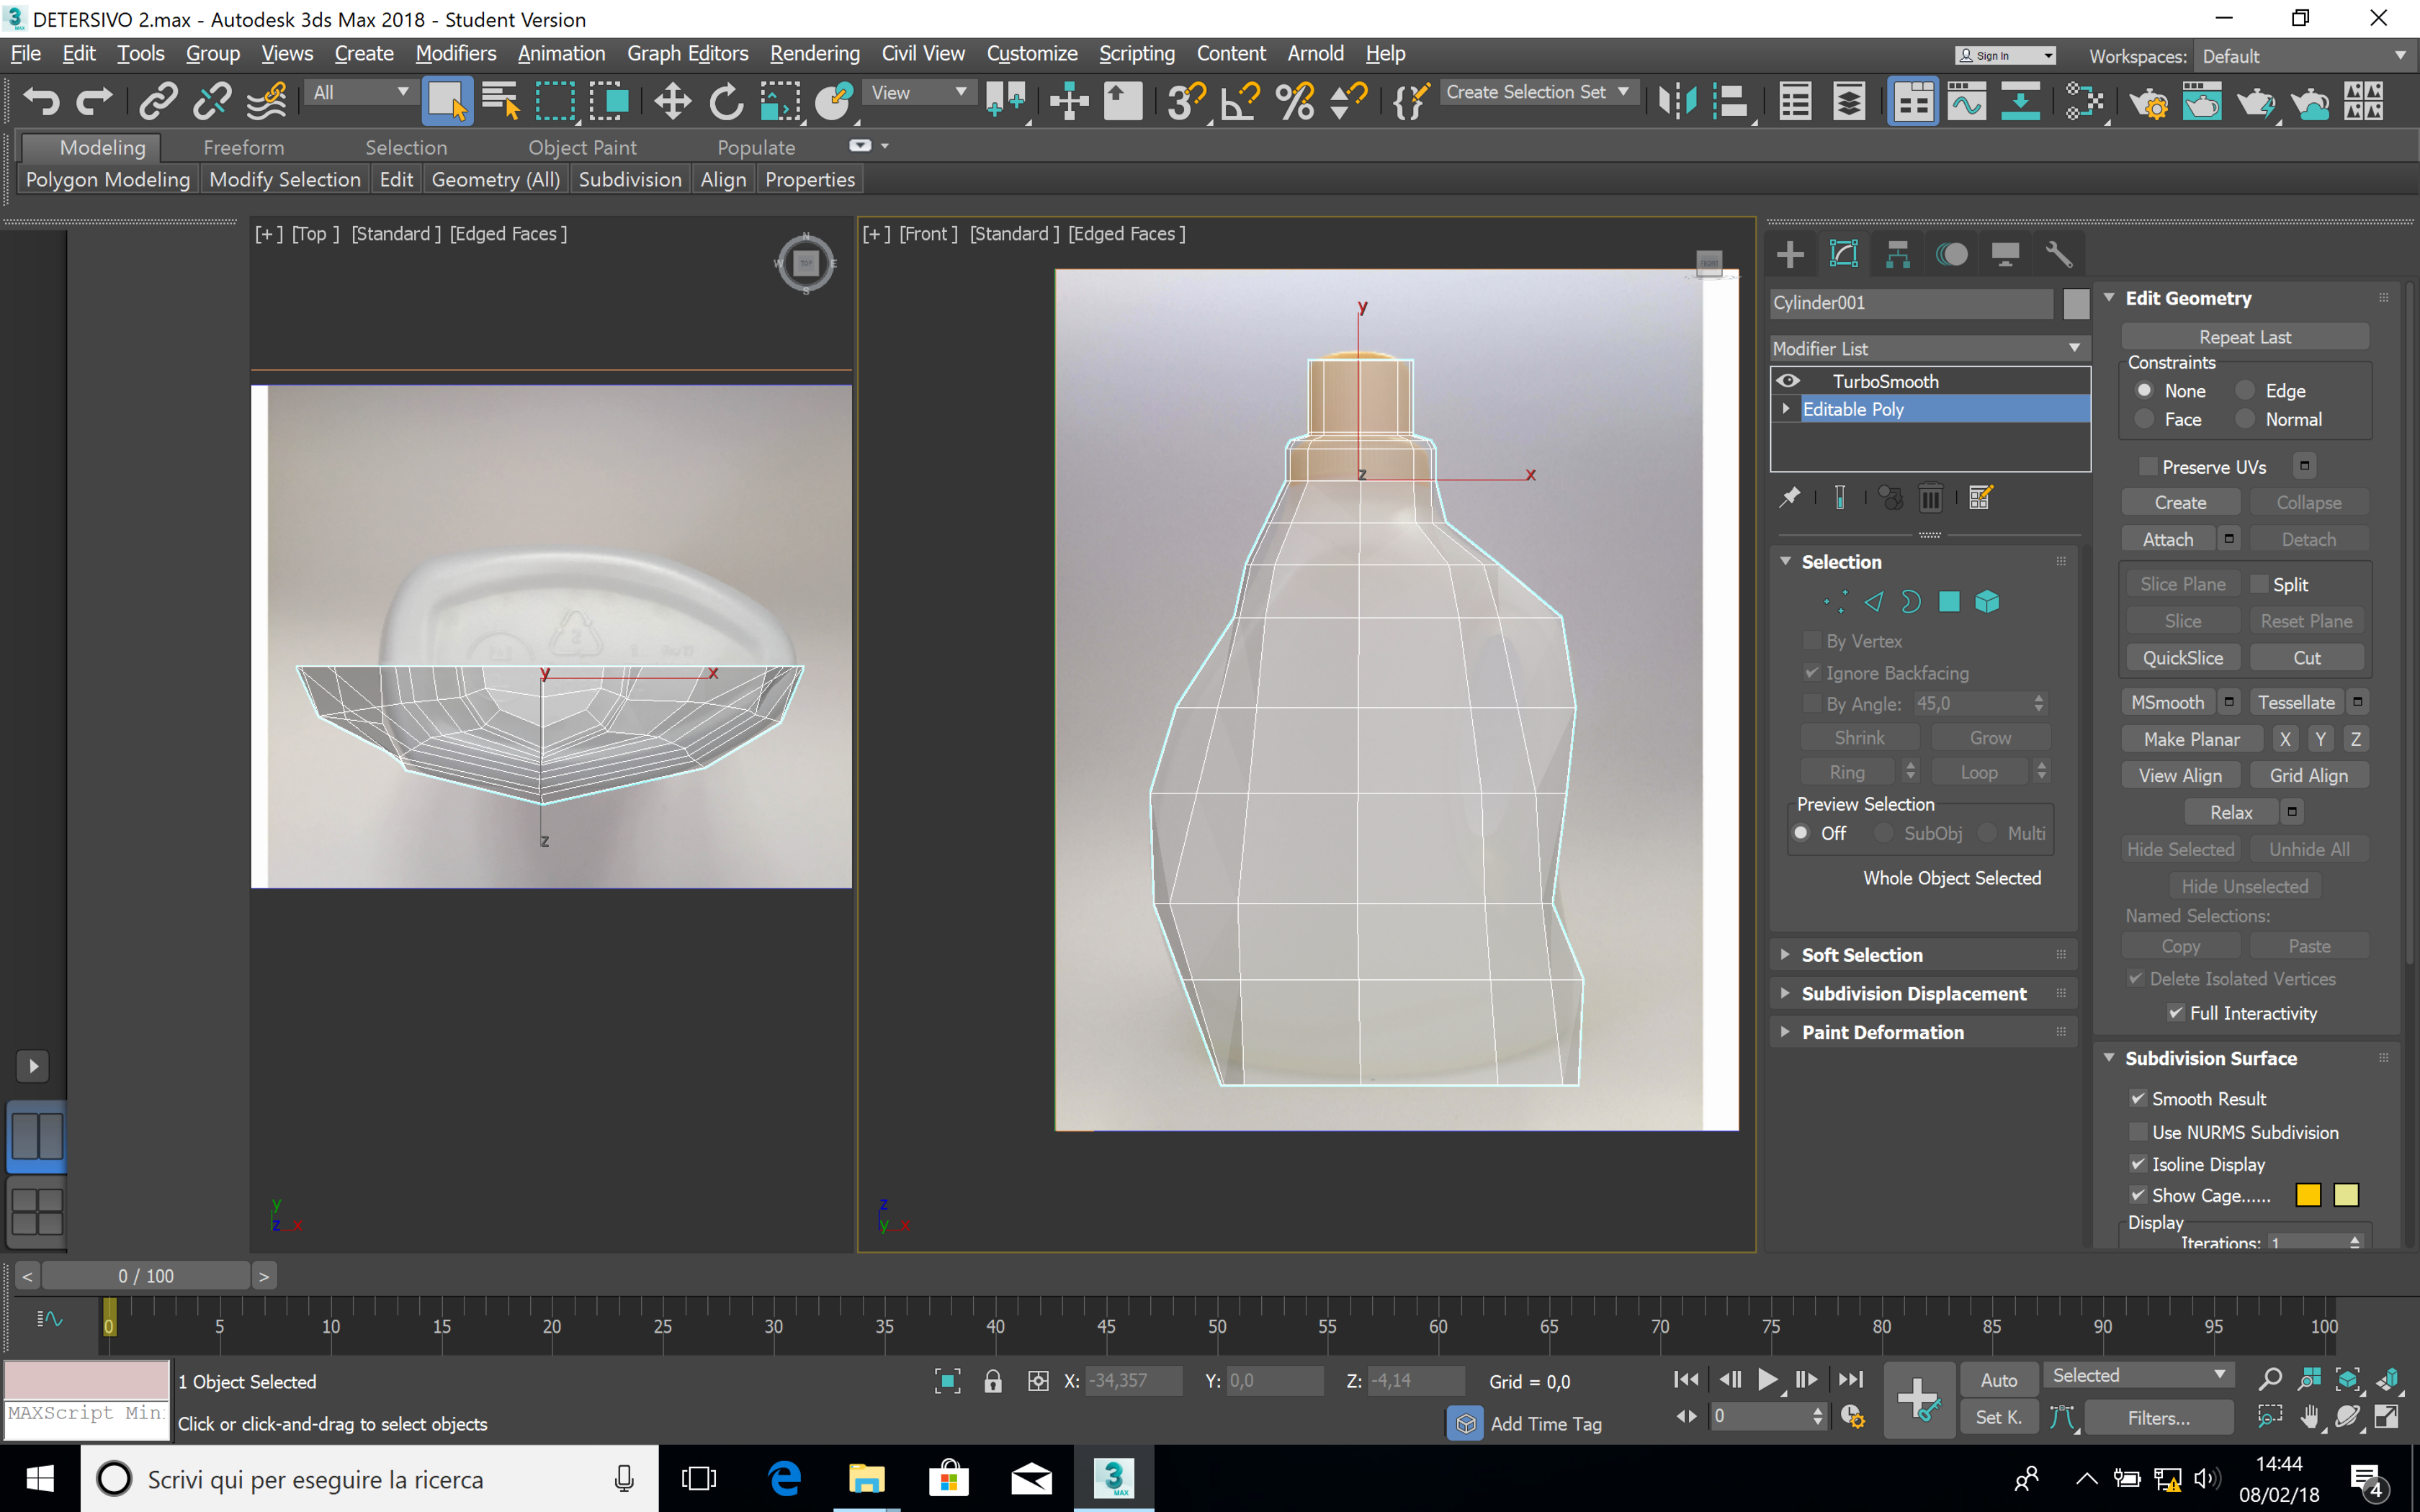 DETERSIVO 2.max - Autodesk 3ds Max 2018 - Student Version
File Edit Tools Group Views Create Modifiers Animation Graph Editors Rendering Civil View Customize Scripting Content Arnold Help
Sign In
Workspaces: Default
All
View
Create Selection Set
Modeling Freeform Selection Object Paint Populate
Polygon Modeling Modify Selection Edit Geometry (All) Subdivision Align Properties
[+] [Top] [Standard] [Edged Faces]
N
W TOP E
S
y x
z
y
z x
[+] [Front] [Standard] [Edged Faces]
y
z x
z
y x
Cylinder001
Modifier List
TurboSmooth
Editable Poly
Selection
By Vertex
Ignore Backfacing
By Angle: 45,0
Shrink Grow
Ring Loop
Preview Selection
Off SubObj Multi
Whole Object Selected
Soft Selection
Subdivision Displacement
Paint Deformation
Edit Geometry
Repeat Last
Constraints
None Edge
Face Normal
Preserve UVs
Create Collapse
Attach Detach
Slice Plane Split
Slice Reset Plane
QuickSlice Cut
MSmooth Tessellate
Make Planar X Y Z
View Align Grid Align
Relax
Hide Selected Unhide All
Hide Unselected
Named Selections:
Copy Paste
Delete Isolated Vertices
Full Interactivity
Subdivision Surface
Smooth Result
Use NURMS Subdivision
Isoline Display
Show Cage......
Display
Iterations: 1
< 0 / 100 >
0 5 10 15 20 25 30 35 40 45 50 55 60 65 70 75 80 85 90 95 100
1 Object Selected
X: -34,357 Y: 0,0 Z: -4,14 Grid = 0,0
Auto Selected
MAXScript Min
Click or click-and-drag to select objects
Add Time Tag
0
Set K. Filters...
Scrivi qui per eseguire la ricerca
3
MAX
14:44
08/02/18
4